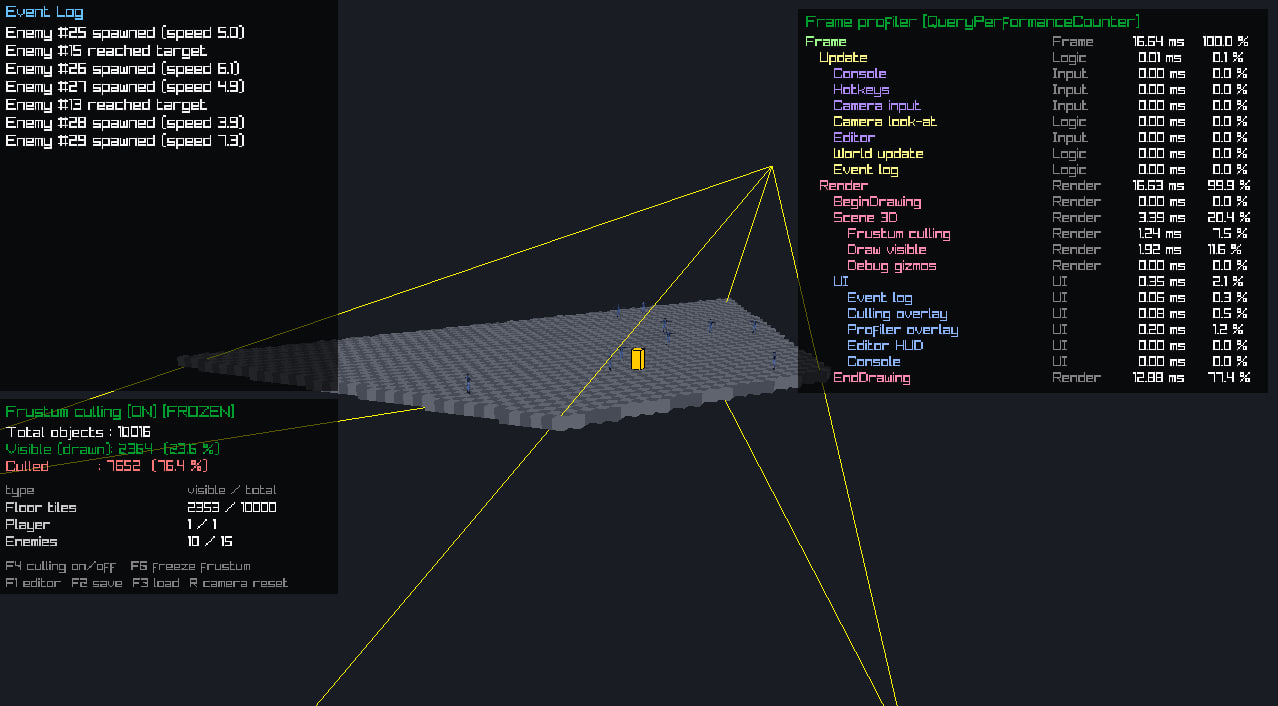 Event Log
Enemy #25 spawned (speed 5.0)
Enemy #15 reached target
Enemy #26 spawned (speed 6.1)
Enemy #27 spawned (speed 4.9)
Enemy #13 reached target
Enemy #28 spawned (speed 3.9)
Enemy #29 spawned (speed 7.3)
Frustum culling [ON] [FROZEN]
Total objects : 10016
Visible (drawn): 2364 (23.6 %)
Culled : 7652 (76.4 %)
type visible / total
Floor tiles 2353 / 10000
Player 1 / 1
Enemies 10 / 15
F4 culling on/off F6 freeze frustum
F1 editor F2 save F3 load R camera reset
Frame profiler [QueryPerformanceCounter]
Frame Frame 16.64 ms 100.0 %
Update Logic 0.01 ms 0.1 %
Console Input 0.00 ms 0.0 %
Hotkeys Input 0.00 ms 0.0 %
Camera input Input 0.00 ms 0.0 %
Camera look-at Logic 0.00 ms 0.0 %
Editor Input 0.00 ms 0.0 %
World update Logic 0.00 ms 0.0 %
Event log Logic 0.00 ms 0.0 %
Render Render 16.63 ms 99.9 %
BeginDrawing Render 0.00 ms 0.0 %
Scene 3D Render 3.39 ms 20.4 %
Frustum culling Render 1.24 ms 7.5 %
Draw visible Render 1.92 ms 11.6 %
Debug gizmos Render 0.00 ms 0.0 %
UI UI 0.35 ms 2.1 %
Event log UI 0.06 ms 0.3 %
Culling overlay UI 0.08 ms 0.5 %
Profiler overlay UI 0.20 ms 1.2 %
Editor HUD UI 0.00 ms 0.0 %
Console UI 0.00 ms 0.0 %
EndDrawing Render 12.88 ms 77.4 %